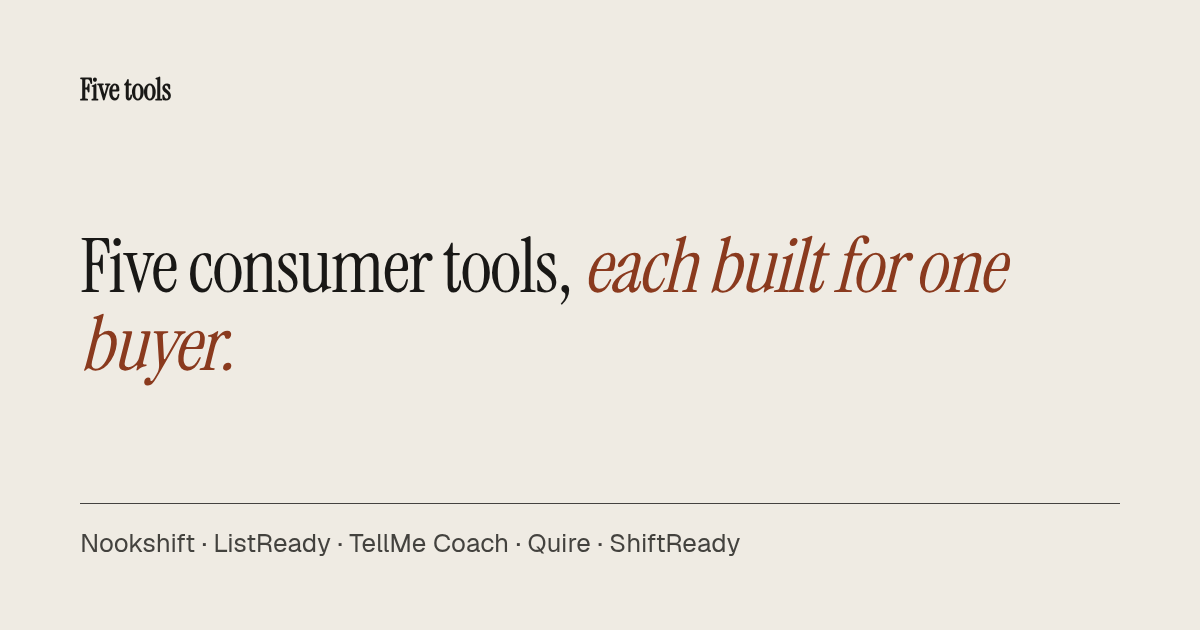 Five tools
Five consumer tools, each built for one
buyer.
Nookshift · ListReady · TellMe Coach · Quire · ShiftReady